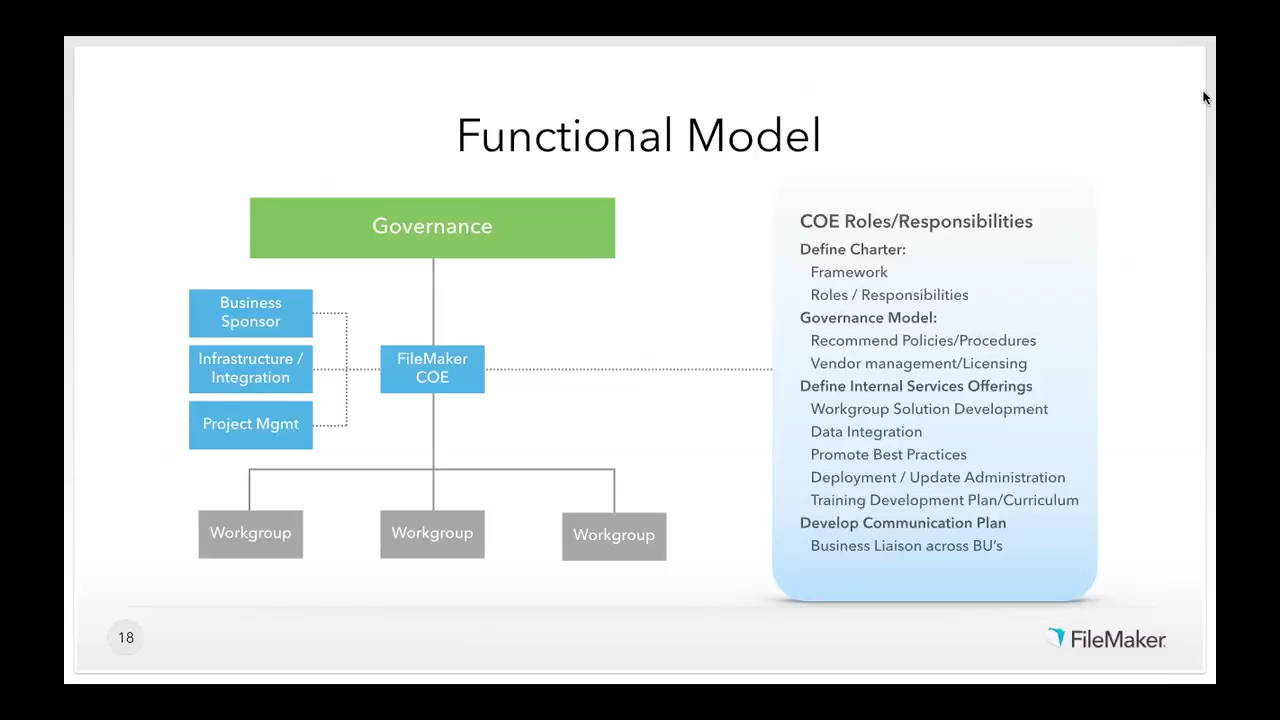 Functional Model
Governance
Business
Sponsor
Infrastructure /
Integration
Project Mgmt
FileMaker
COE
Workgroup
Workgroup
Workgroup
COE Roles/Responsibilities
Define Charter:
Framework
Roles / Responsibilities
Governance Model:
Recommend Policies/Procedures
Vendor management/Licensing
Define Internal Services Offerings
Workgroup Solution Development
Data Integration
Promote Best Practices
Deployment / Update Administration
Training Development Plan/Curriculum
Develop Communication Plan
Business Liaison across BU’s
18
FileMaker